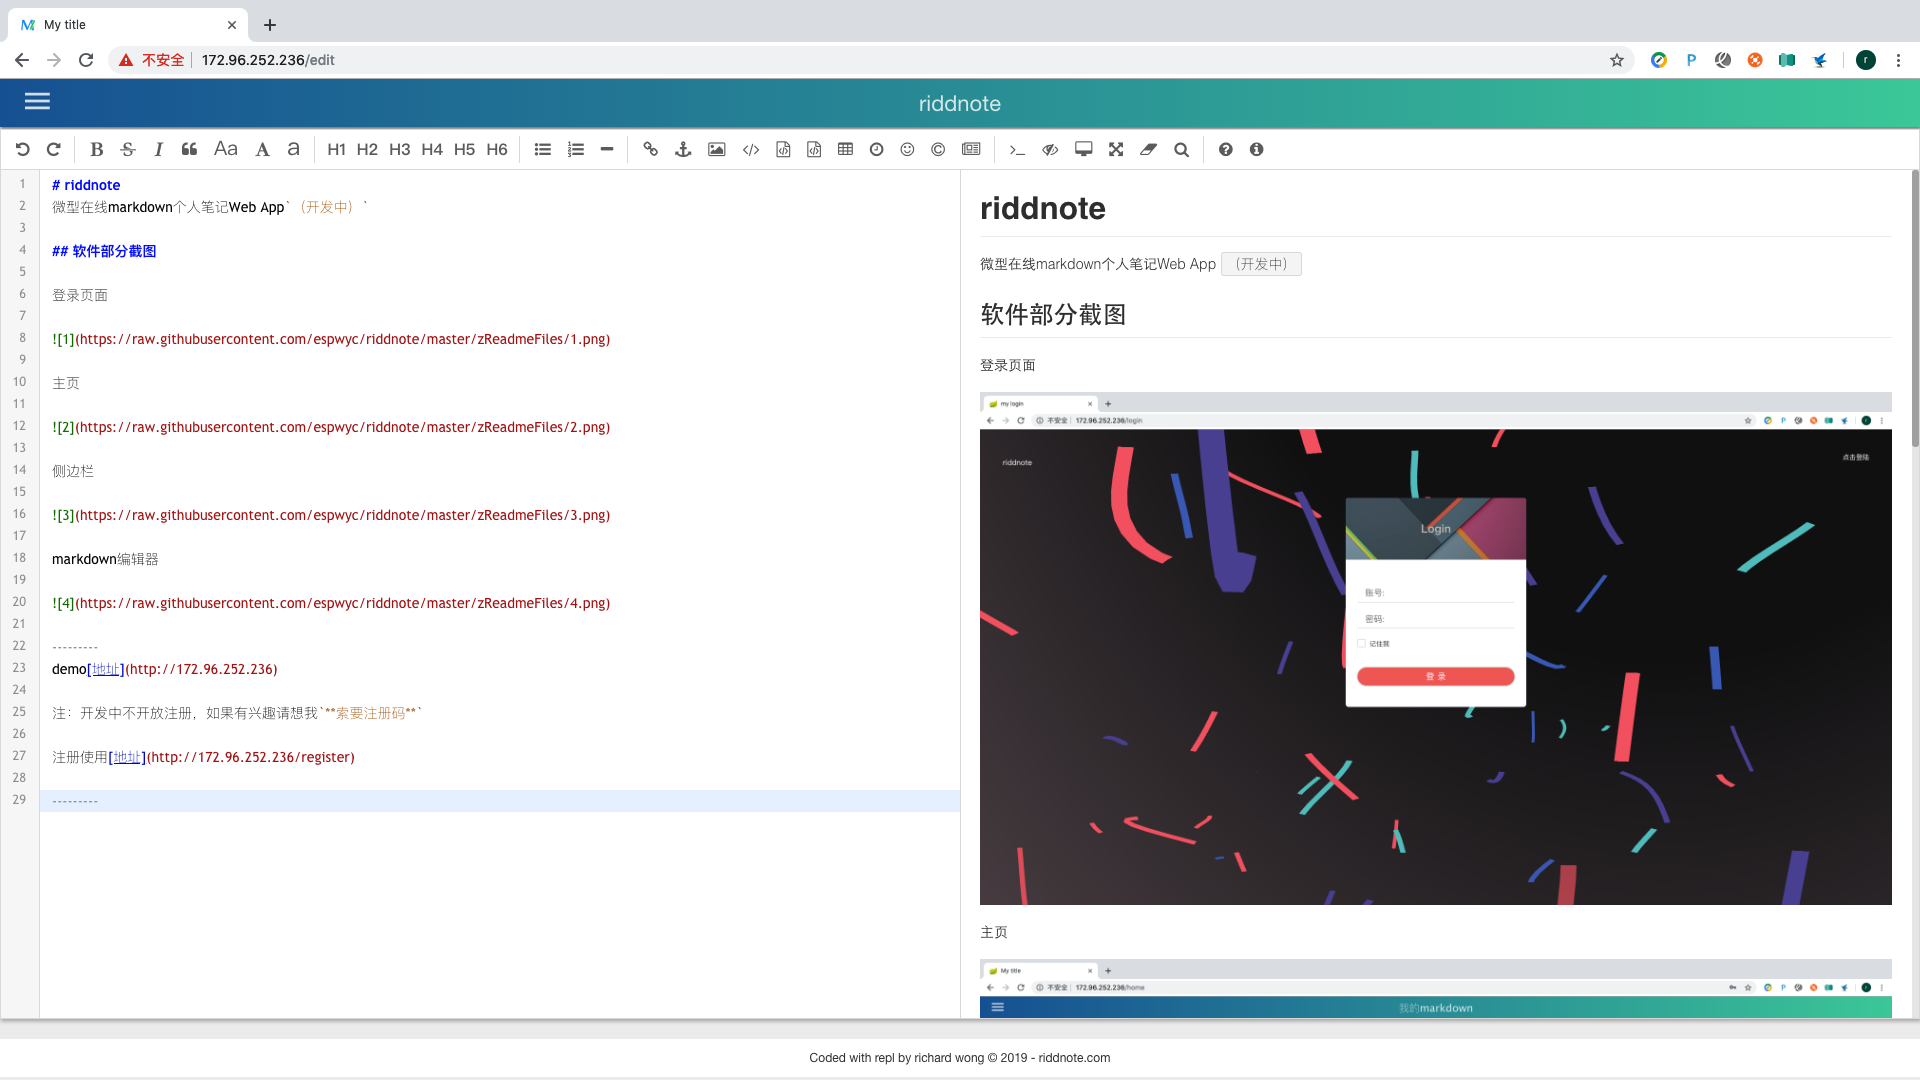 My title
不安全 172.96.252.236/edit
riddnote
B S I Aa A a H1 H2 H3 H4 H5 H6
1 # riddnote
2 微型在线markdown个人笔记Web App`（开发中）`
3
4 ## 软件部分截图
5
6 登录页面
7
8 ![1](https://raw.githubusercontent.com/espwyc/riddnote/master/zReadmeFiles/1.png)
9
10 主页
11
12 ![2](https://raw.githubusercontent.com/espwyc/riddnote/master/zReadmeFiles/2.png)
13
14 侧边栏
15
16 ![3](https://raw.githubusercontent.com/espwyc/riddnote/master/zReadmeFiles/3.png)
17
18 markdown编辑器
19
20 ![4](https://raw.githubusercontent.com/espwyc/riddnote/master/zReadmeFiles/4.png)
21
22 ---------
23 demo[地址](http://172.96.252.236)
24
25 注：开发中不开放注册，如果有兴趣请想我`**索要注册码**`
26
27 注册使用[地址](http://172.96.252.236/register)
28
29 ---------
riddnote
微型在线markdown个人笔记Web App （开发中）
软件部分截图
登录页面
my login
不安全 172.96.252.236/login
riddnote
点击登陆
Login
账号:
密码:
记住我
登 录
主页
My title
不安全 172.96.252.236/home
我的markdown
Coded with repl by richard wong © 2019 - riddnote.com